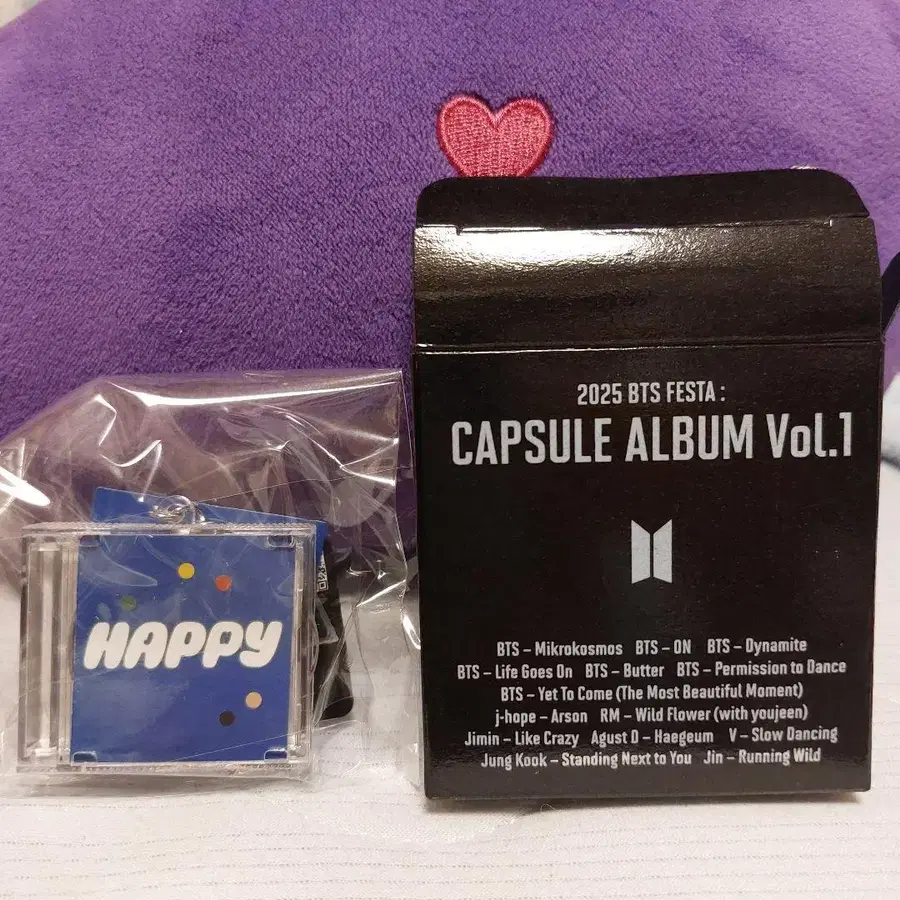 HAPPY
2025 BTS FESTA :
CAPSULE ALBUM Vol.1
BTS – Mikrokosmos BTS – ON BTS – Dynamite
BTS – Life Goes On BTS – Butter BTS – Permission to Dance
BTS – Yet To Come (The Most Beautiful Moment)
j-hope – Arson RM – Wild Flower (with youjeen)
Jimin – Like Crazy Agust D – Haegeum V – Slow Dancing
Jung Kook – Standing Next to You Jin – Running Wild